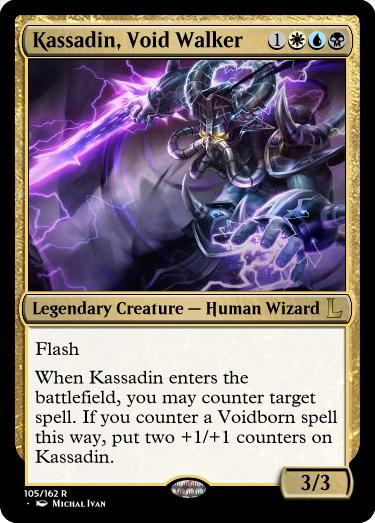 Kassadin, Void Walker 1
Legendary Creature — Human Wizard L
Flash
When Kassadin enters the
battlefield, you may counter target
spell. If you counter a Voidborn spell
this way, put two +1/+1 counters on
Kassadin.
3/3
105/162 R
· Michal Ivan